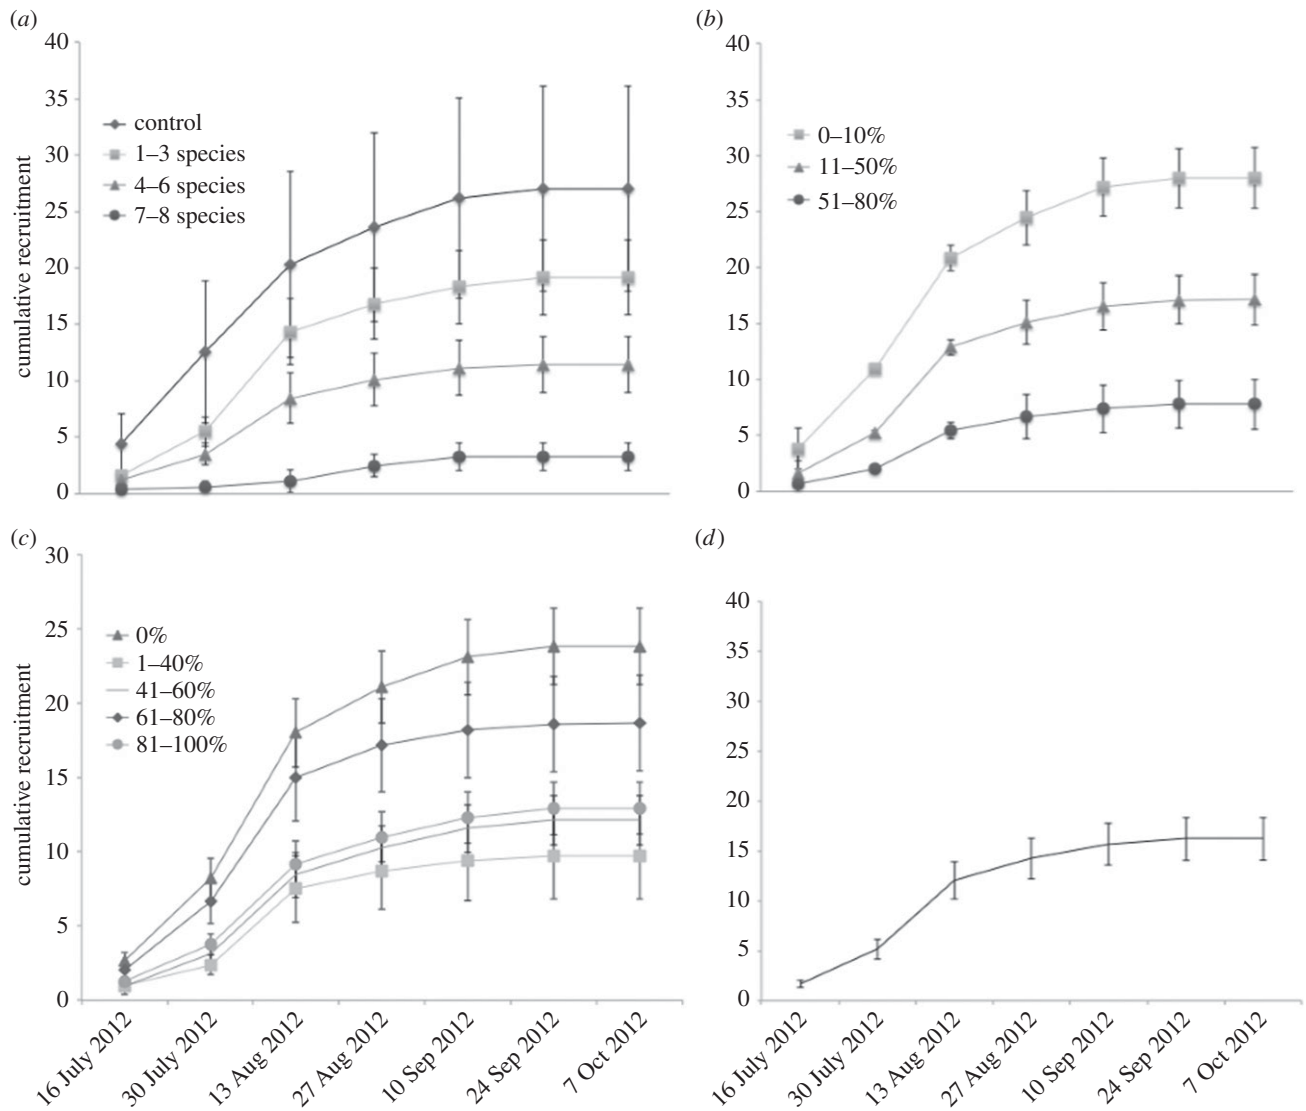 (a)
40
35
30
25
20
15
10
5
0
cumulative recruitment
control
1–3 species
4–6 species
7–8 species
(b)
40
35
30
25
20
15
10
5
0
0–10%
11–50%
51–80%
(c)
30
25
20
15
10
5
0
cumulative recruitment
0%
1–40%
41–60%
61–80%
81–100%
16 July 2012
30 July 2012
13 Aug 2012
27 Aug 2012
10 Sep 2012
24 Sep 2012
7 Oct 2012
(d)
40
35
30
25
20
15
10
5
0
16 July 2012
30 July 2012
13 Aug 2012
27 Aug 2012
10 Sep 2012
24 Sep 2012
7 Oct 2012